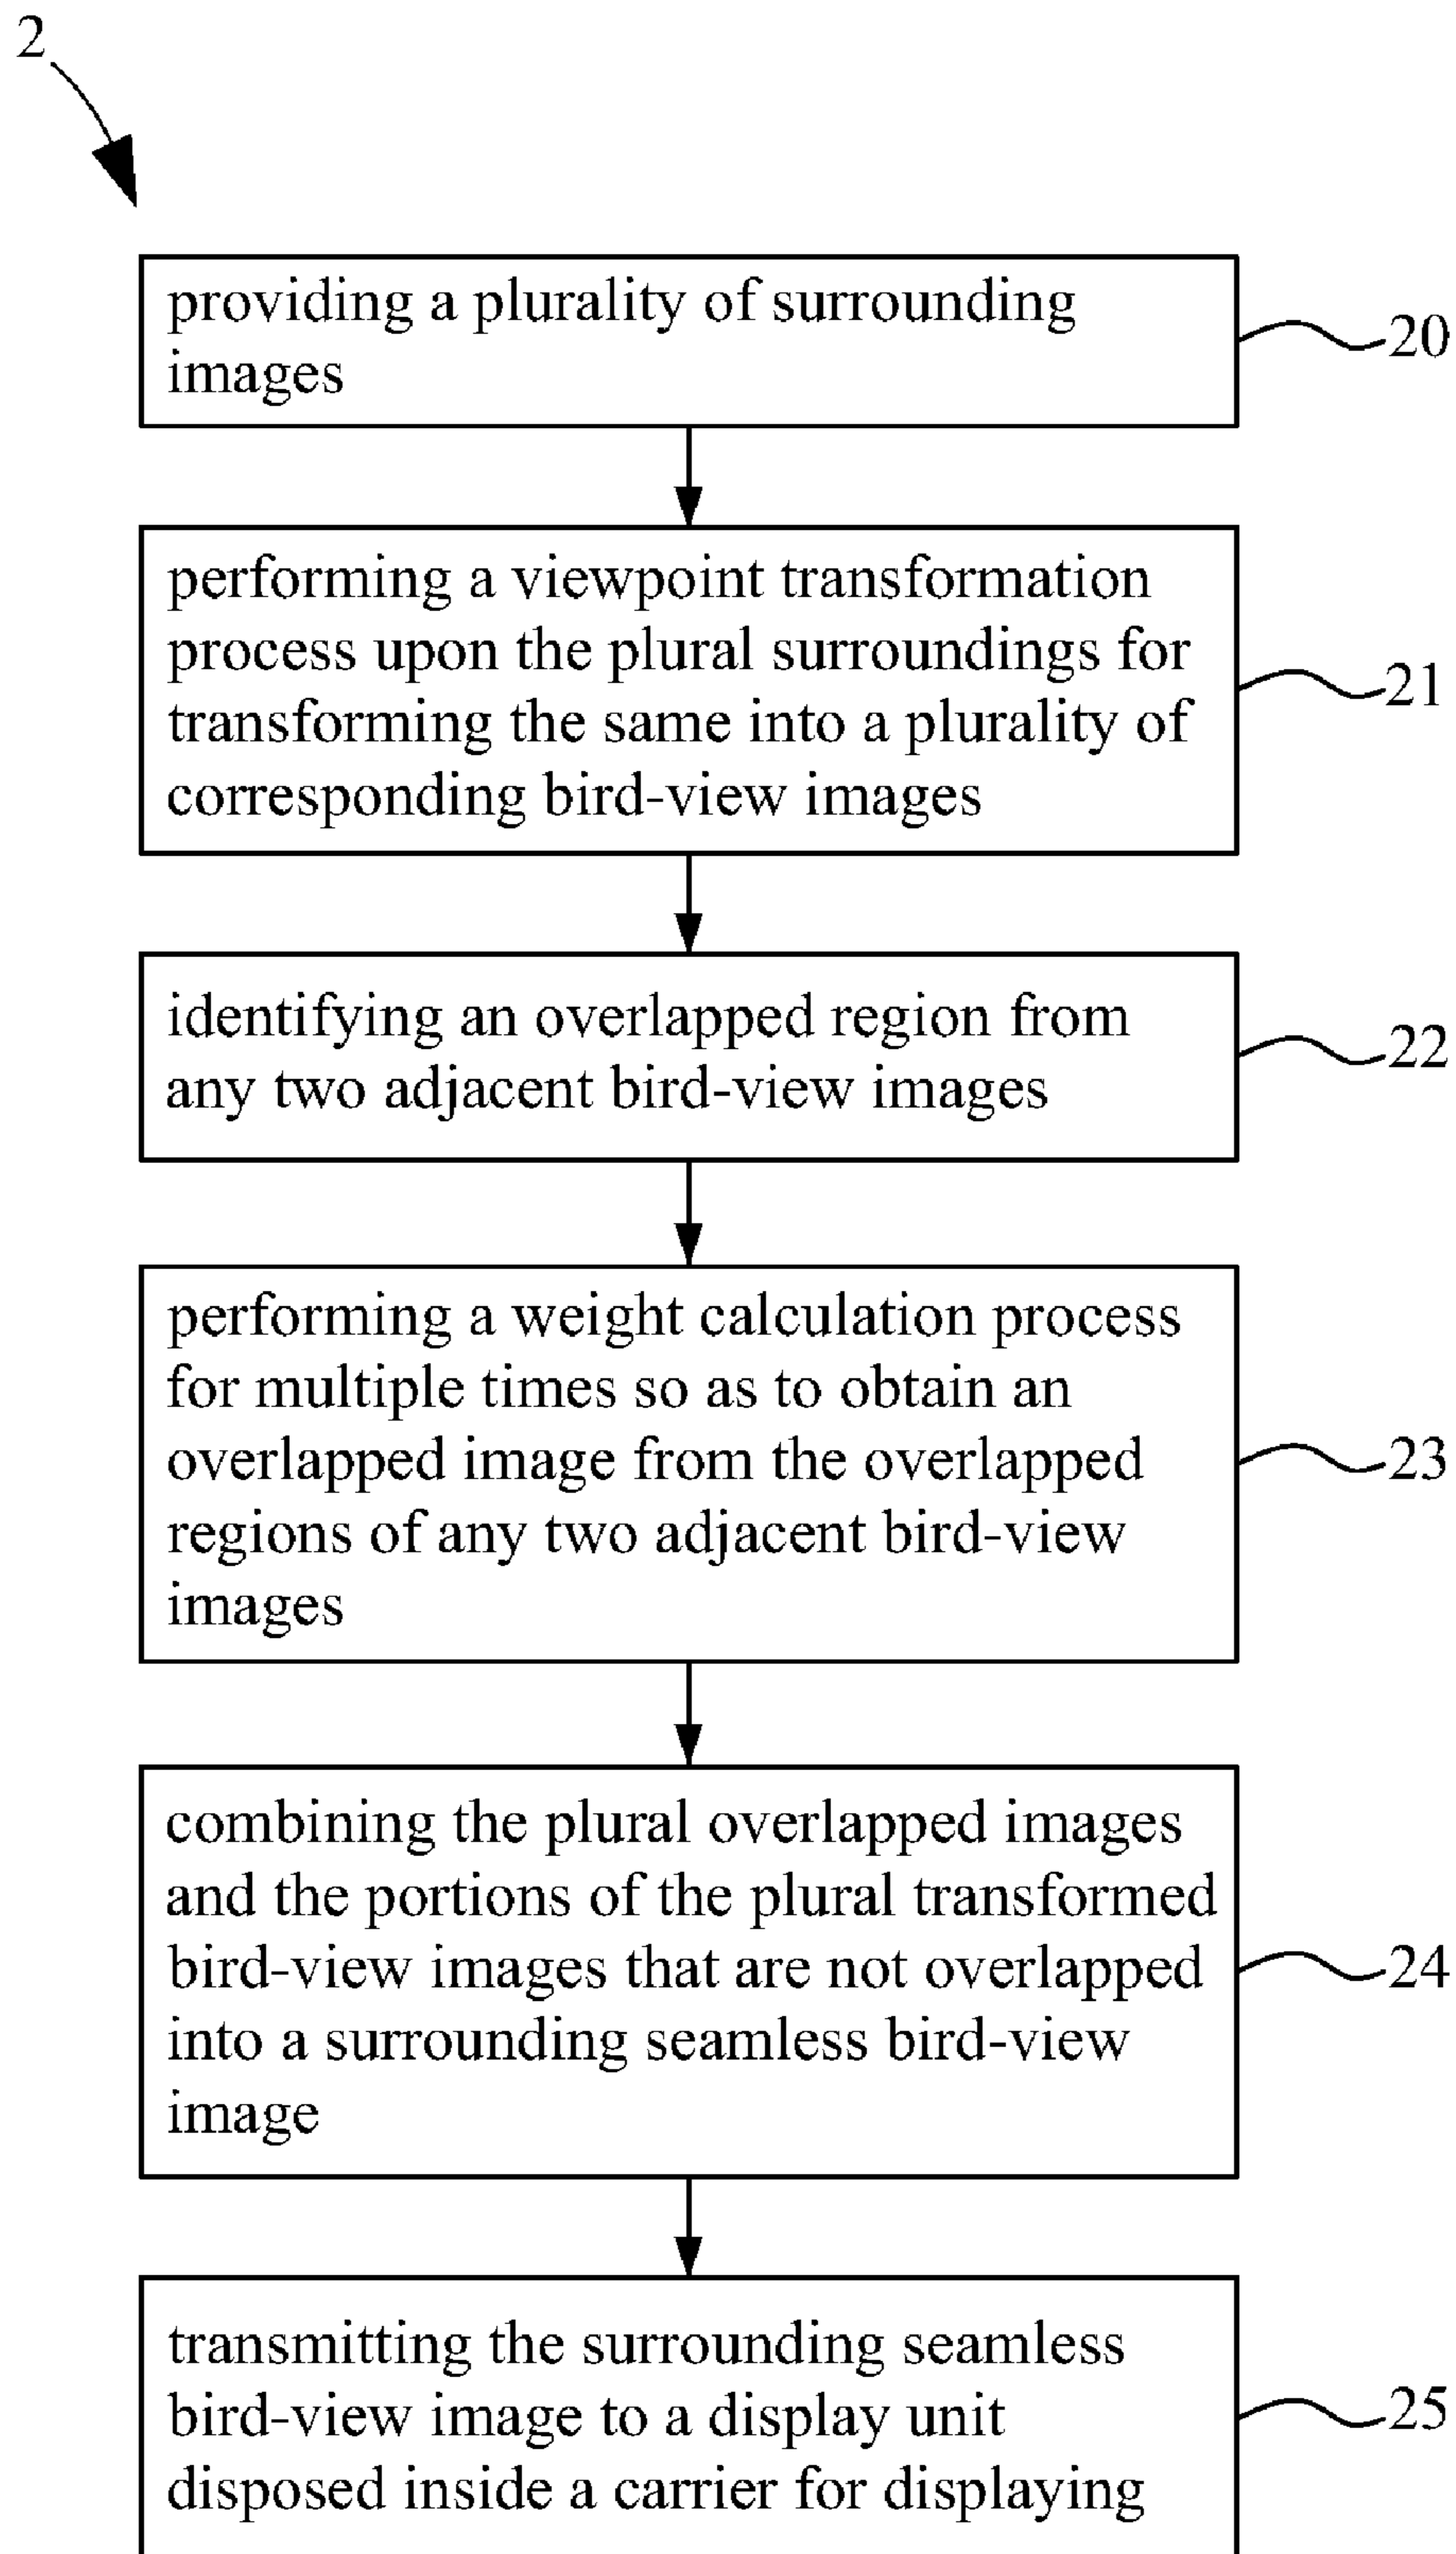 2
providing a plurality of surrounding
images
20
performing a viewpoint transformation
process upon the plural surroundings for
transforming the same into a plurality of
corresponding bird-view images
21
identifying an overlapped region from
any two adjacent bird-view images
22
performing a weight calculation process
for multiple times so as to obtain an
overlapped image from the overlapped
regions of any two adjacent bird-view
images
23
combining the plural overlapped images
and the portions of the plural transformed
bird-view images that are not overlapped
into a surrounding seamless bird-view
image
24
transmitting the surrounding seamless
bird-view image to a display unit
disposed inside a carrier for displaying
25